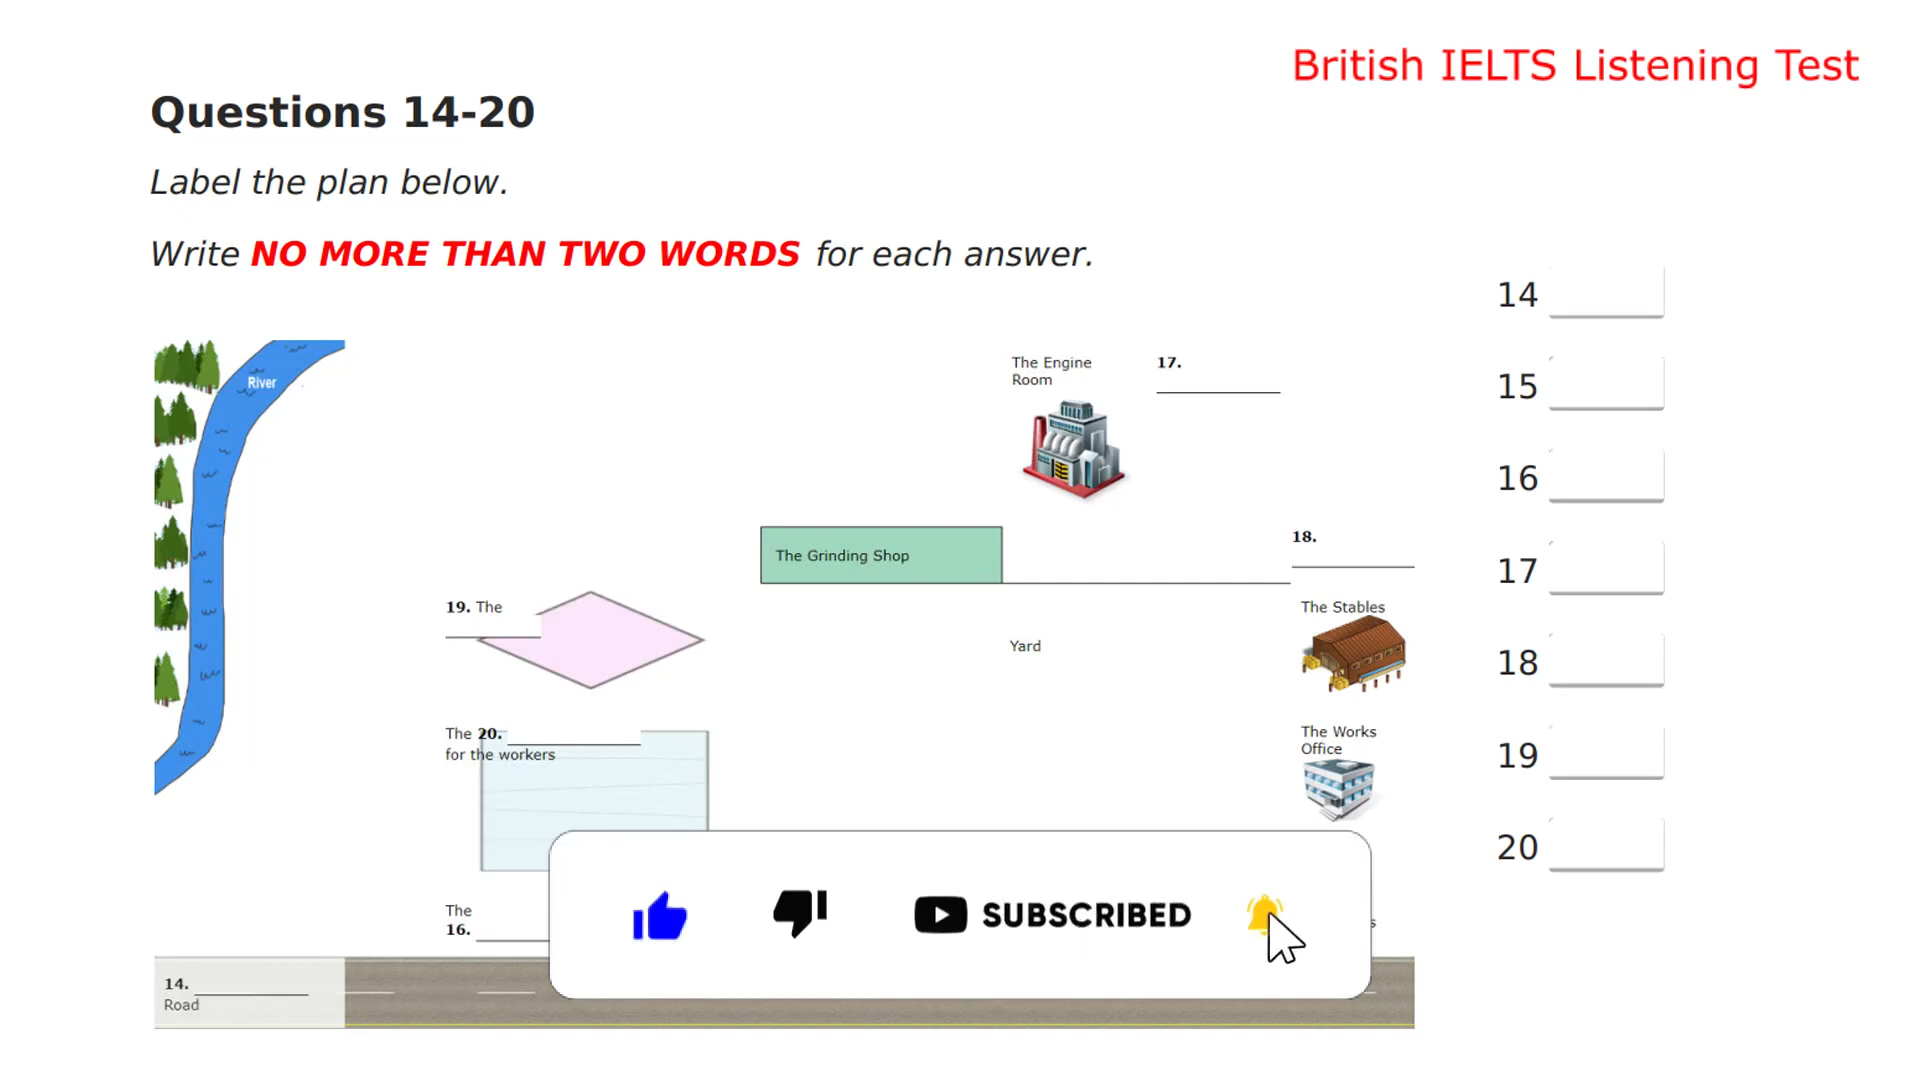 British IELTS Listening Test
Questions 14-20
Label the plan below.
Write NO MORE THAN TWO WORDS for each answer.
14
15
16
17
18
19
20
River
The Engine
Room
17.
The Grinding Shop
18.
19. The
The Stables
Yard
The 20.
for the workers
The Works
Office
The
16.
14.
Road
SUBSCRIBED